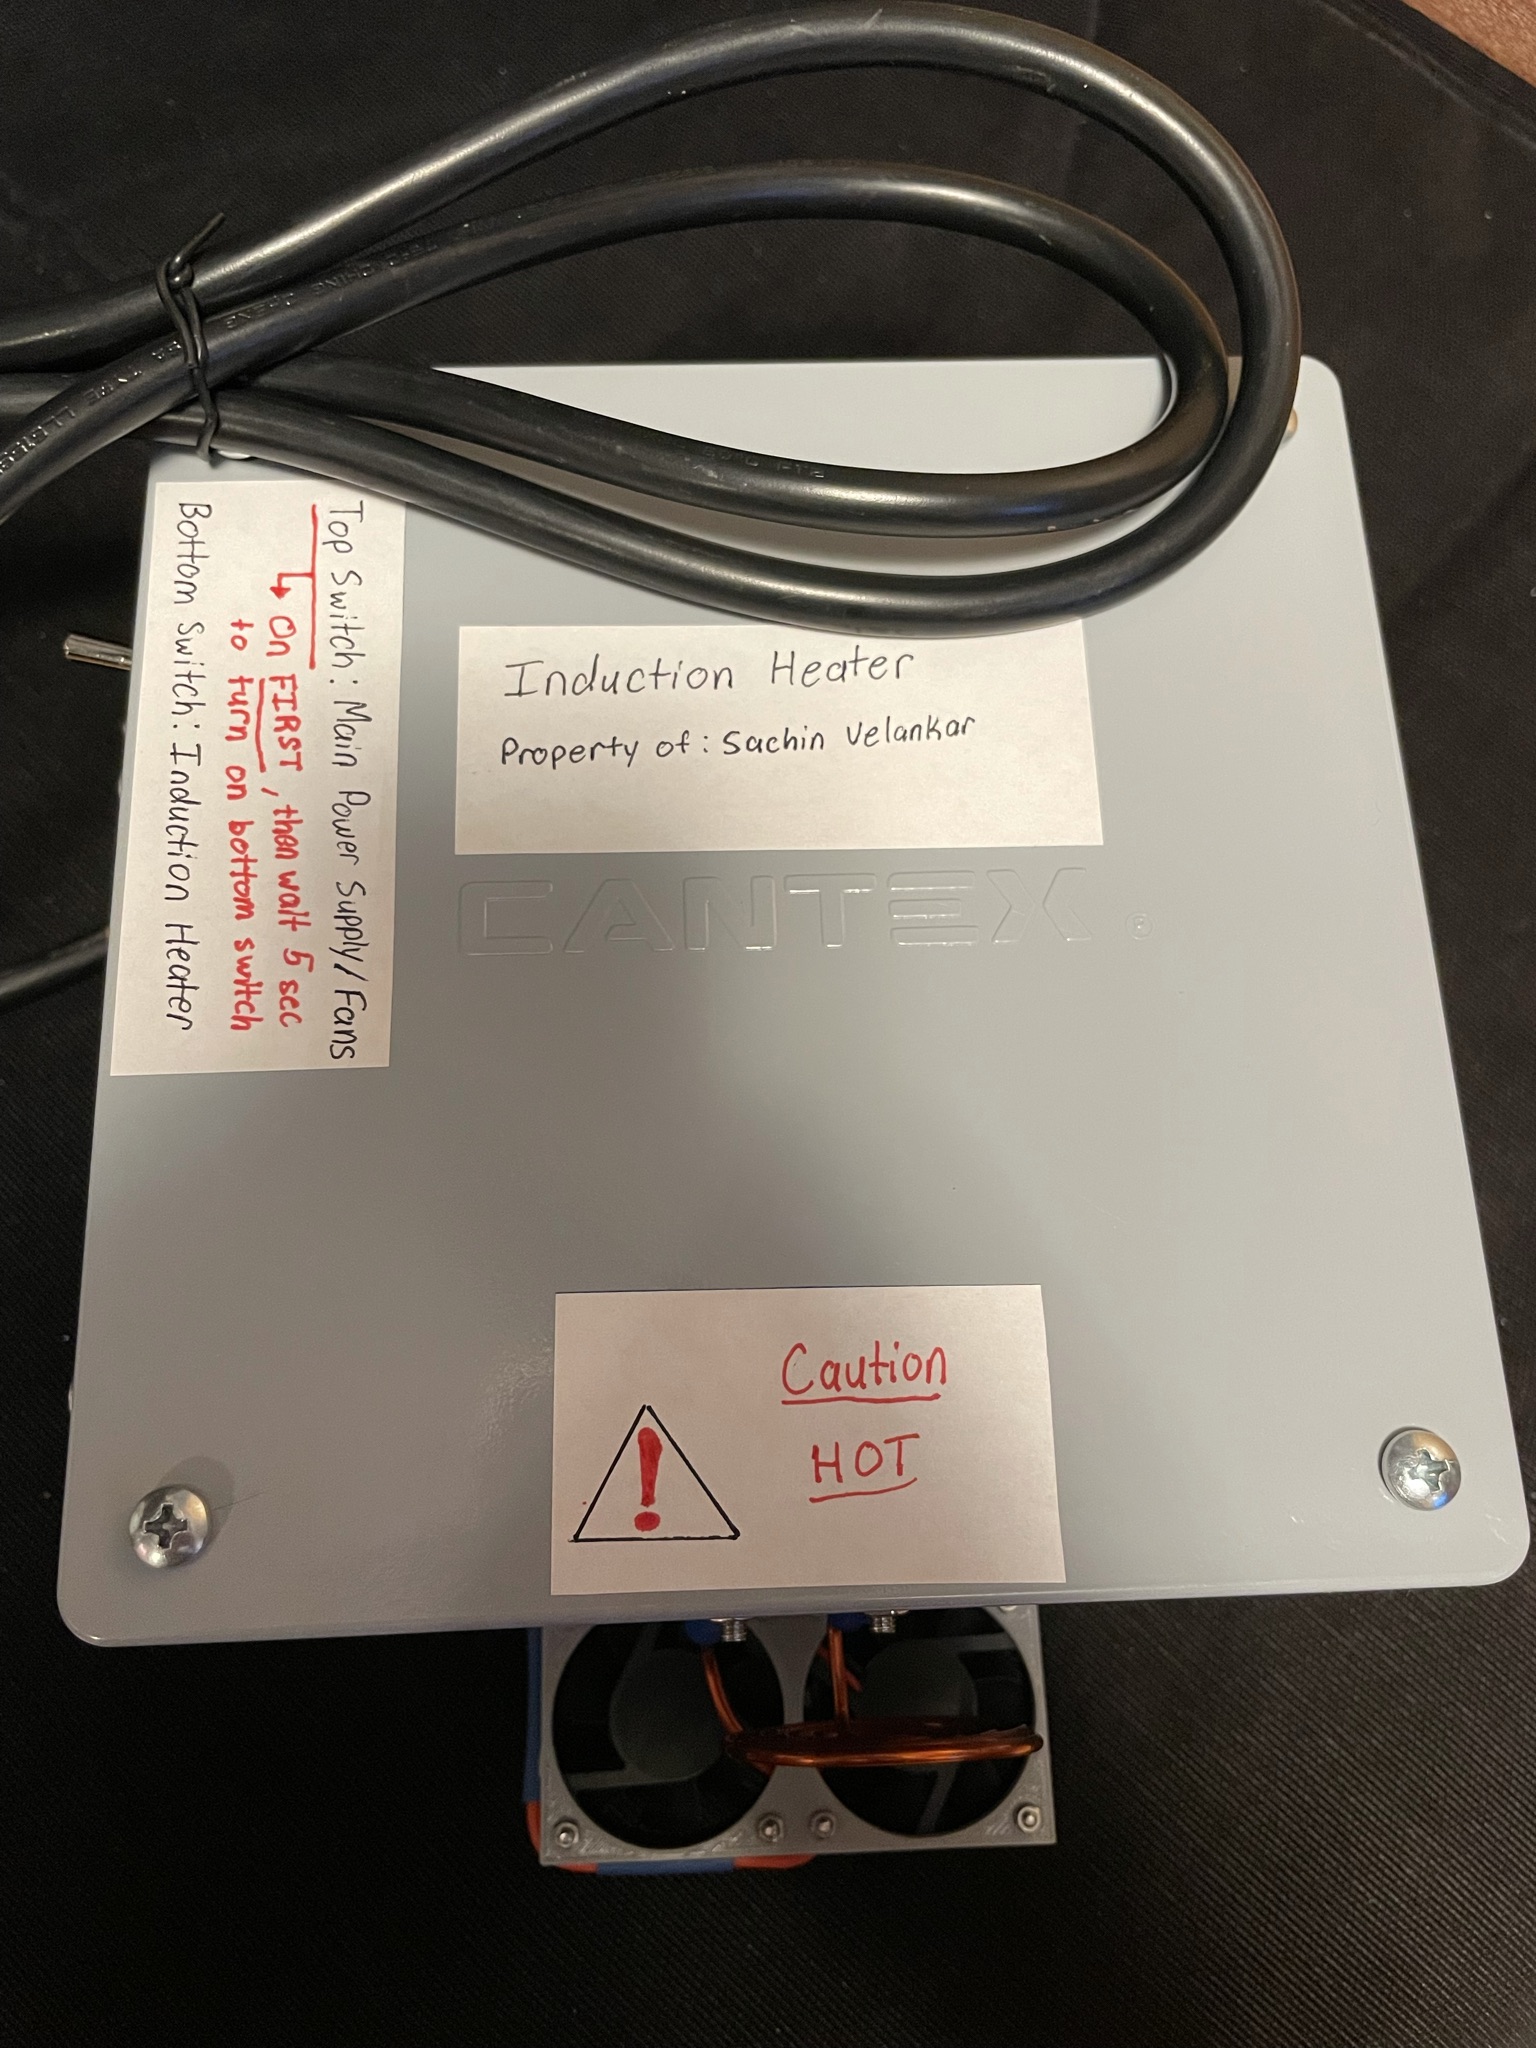 Induction Heater
Property of: Sachin Velankar
CANTEX ®
Top Switch: Main Power Supply/Fans
↳ On FIRST, then wait 5 sec
to turn on bottom switch
Bottom Switch: Induction Heater
Caution
HOT
!